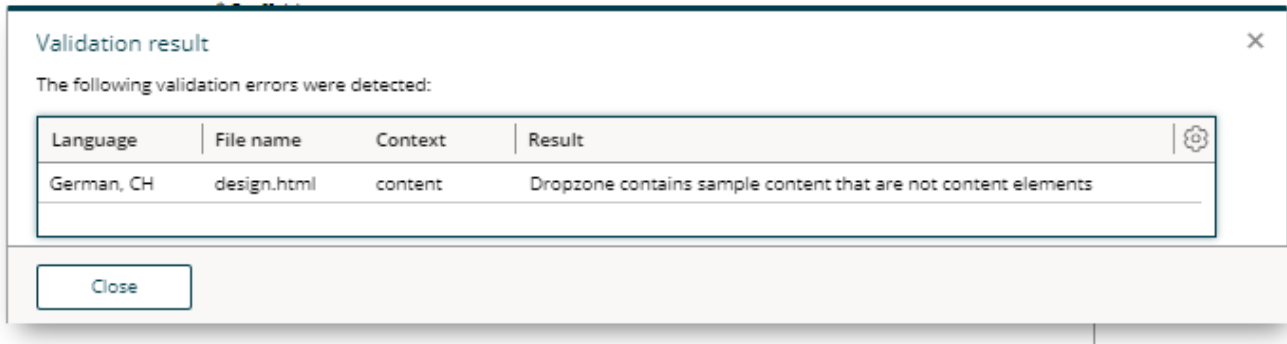 Validation result
The following validation errors were detected:
Language File name Context Result
German, CH design.html content Dropzone contains sample content that are not content elements
Close